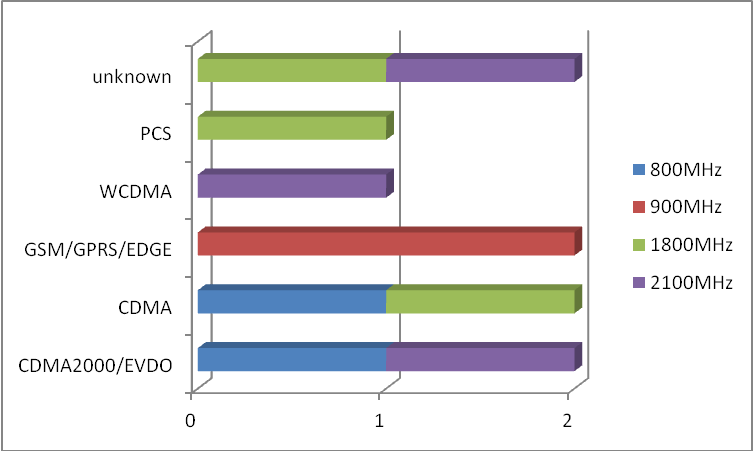 unknown
PCS
WCDMA
GSM/GPRS/EDGE
CDMA
CDMA2000/EVDO
0 1 2
800MHz
900MHz
1800MHz
2100MHz